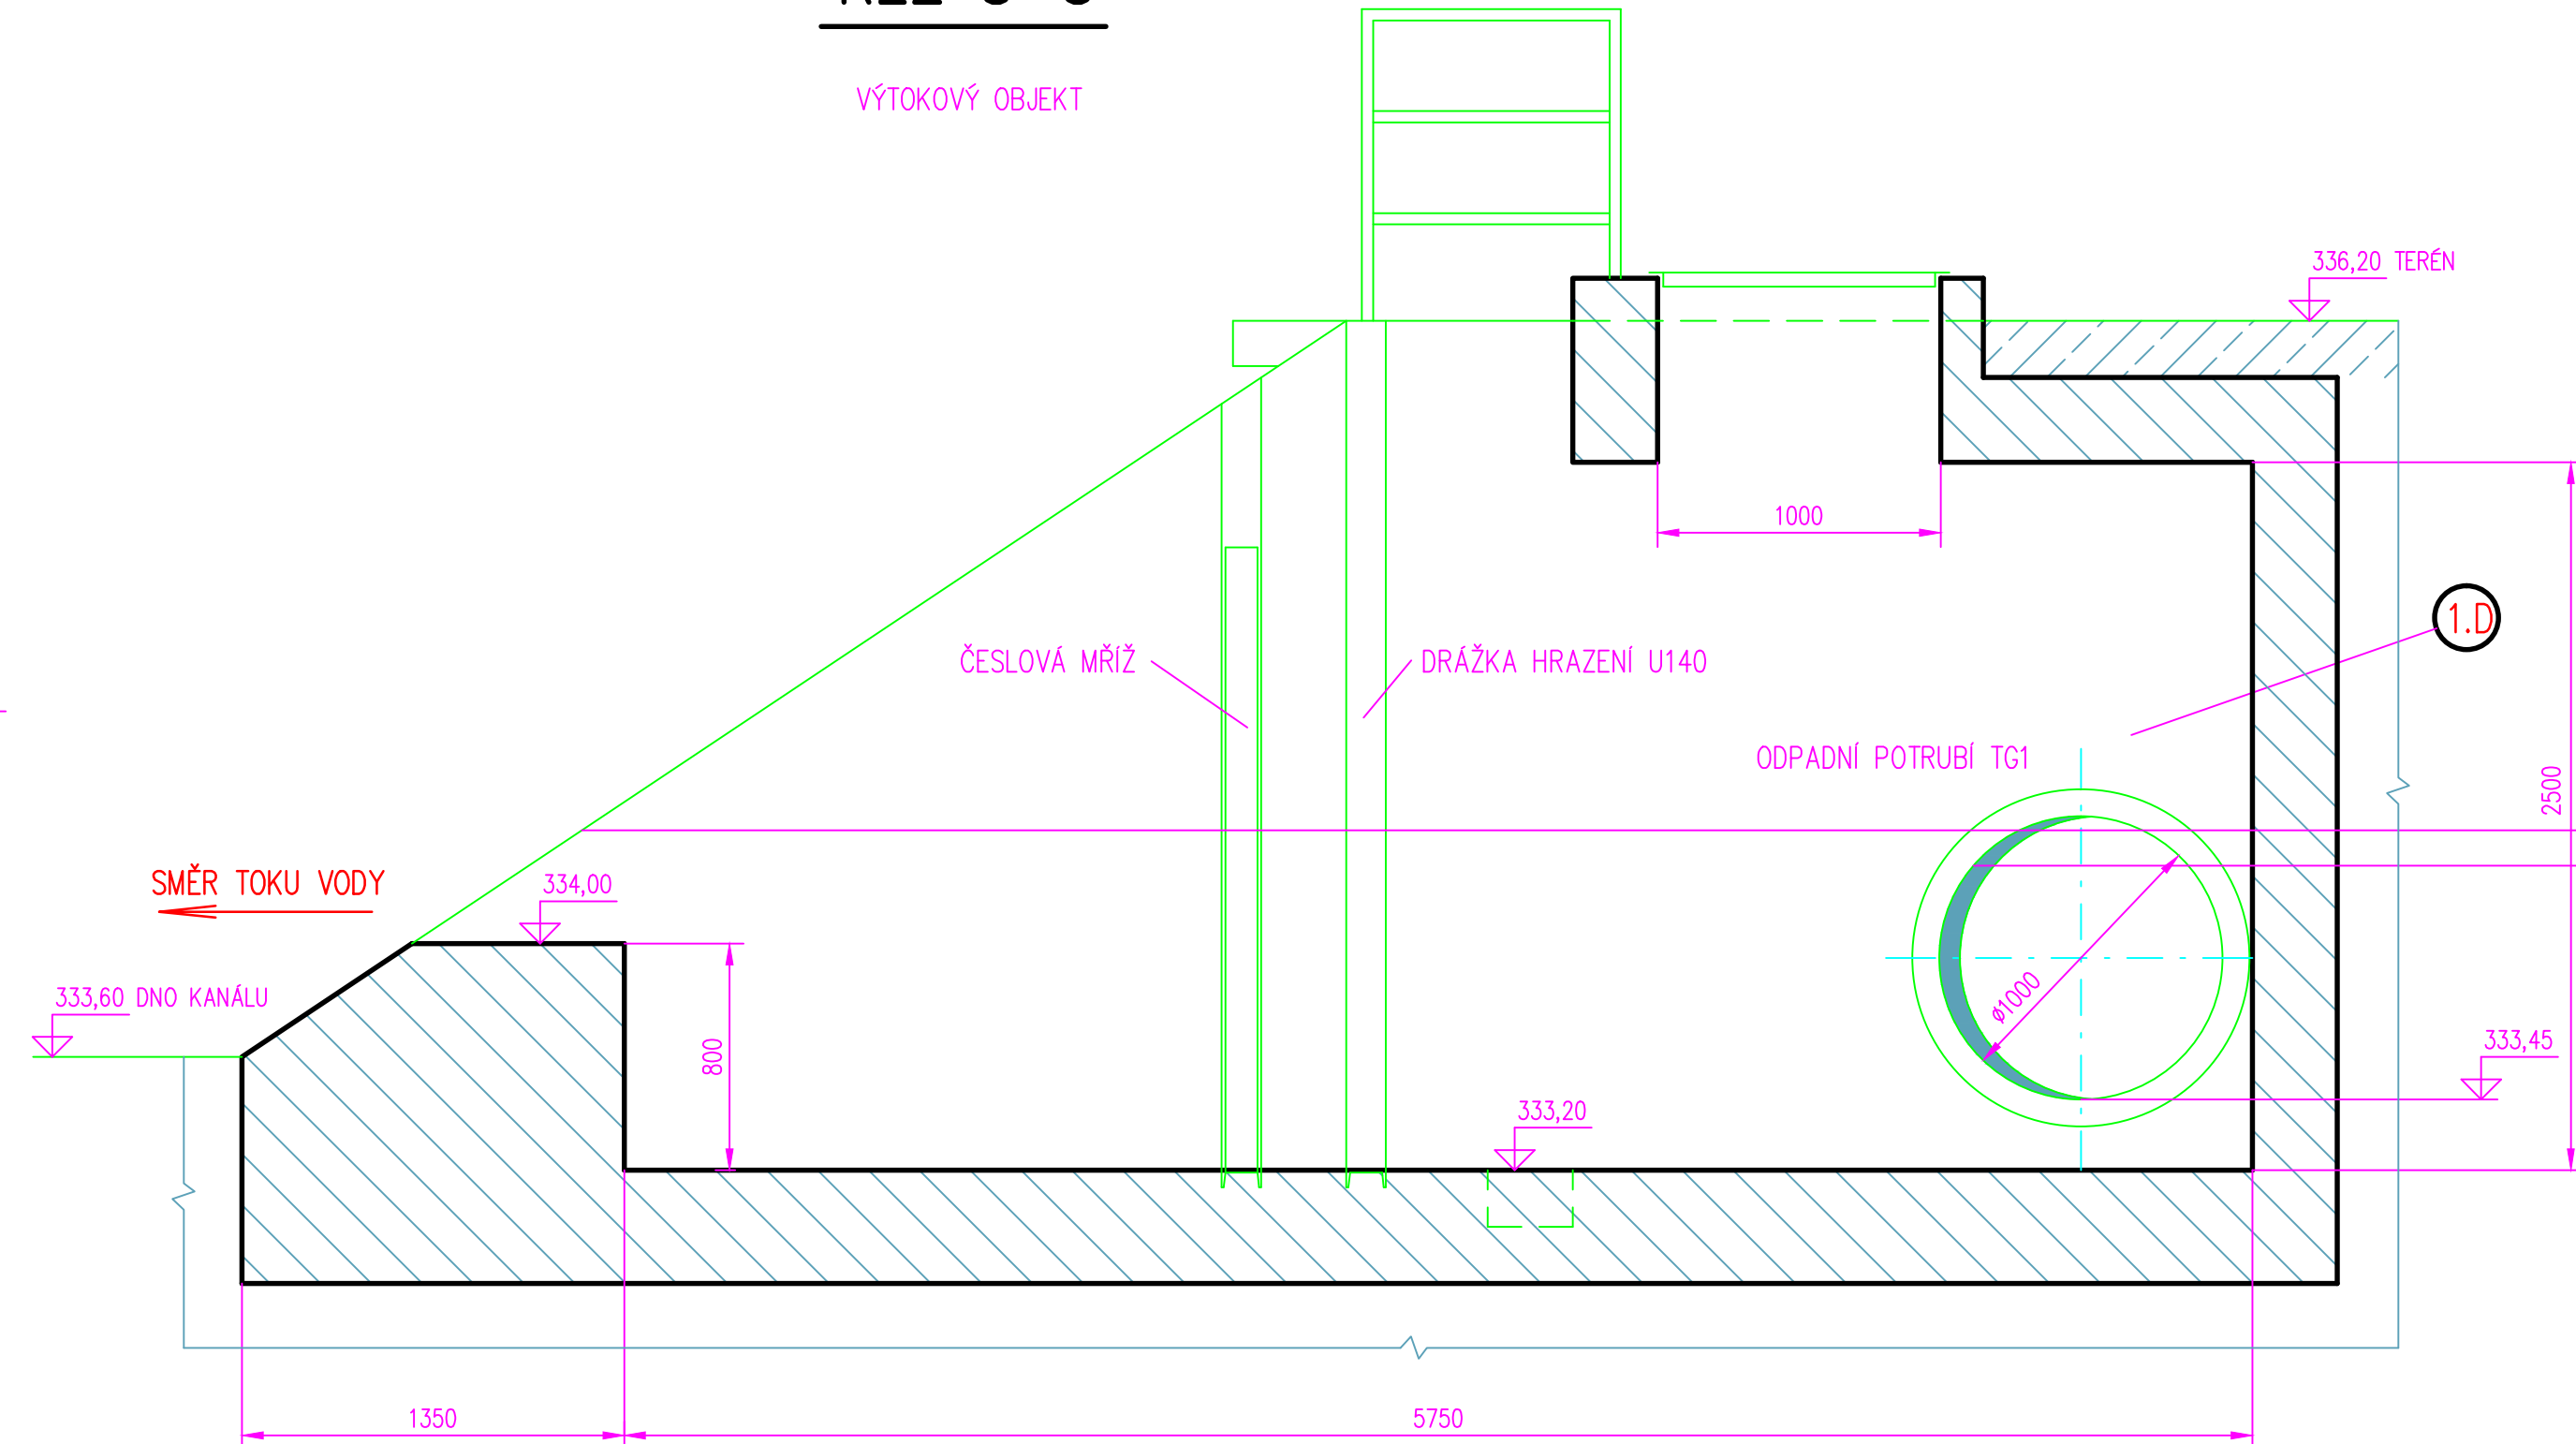 VÝTOKOVÝ OBJEKT
336,20 TERÉN
1000
1.D
ČESLOVÁ MŘÍŽ
DRÁŽKA HRAZENÍ U140
ODPADNÍ POTRUBÍ TG1
2500
SMĚR TOKU VODY
334,00
333,60 DNO KANÁLU
ø1000
800
333,45
333,20
1350
5750